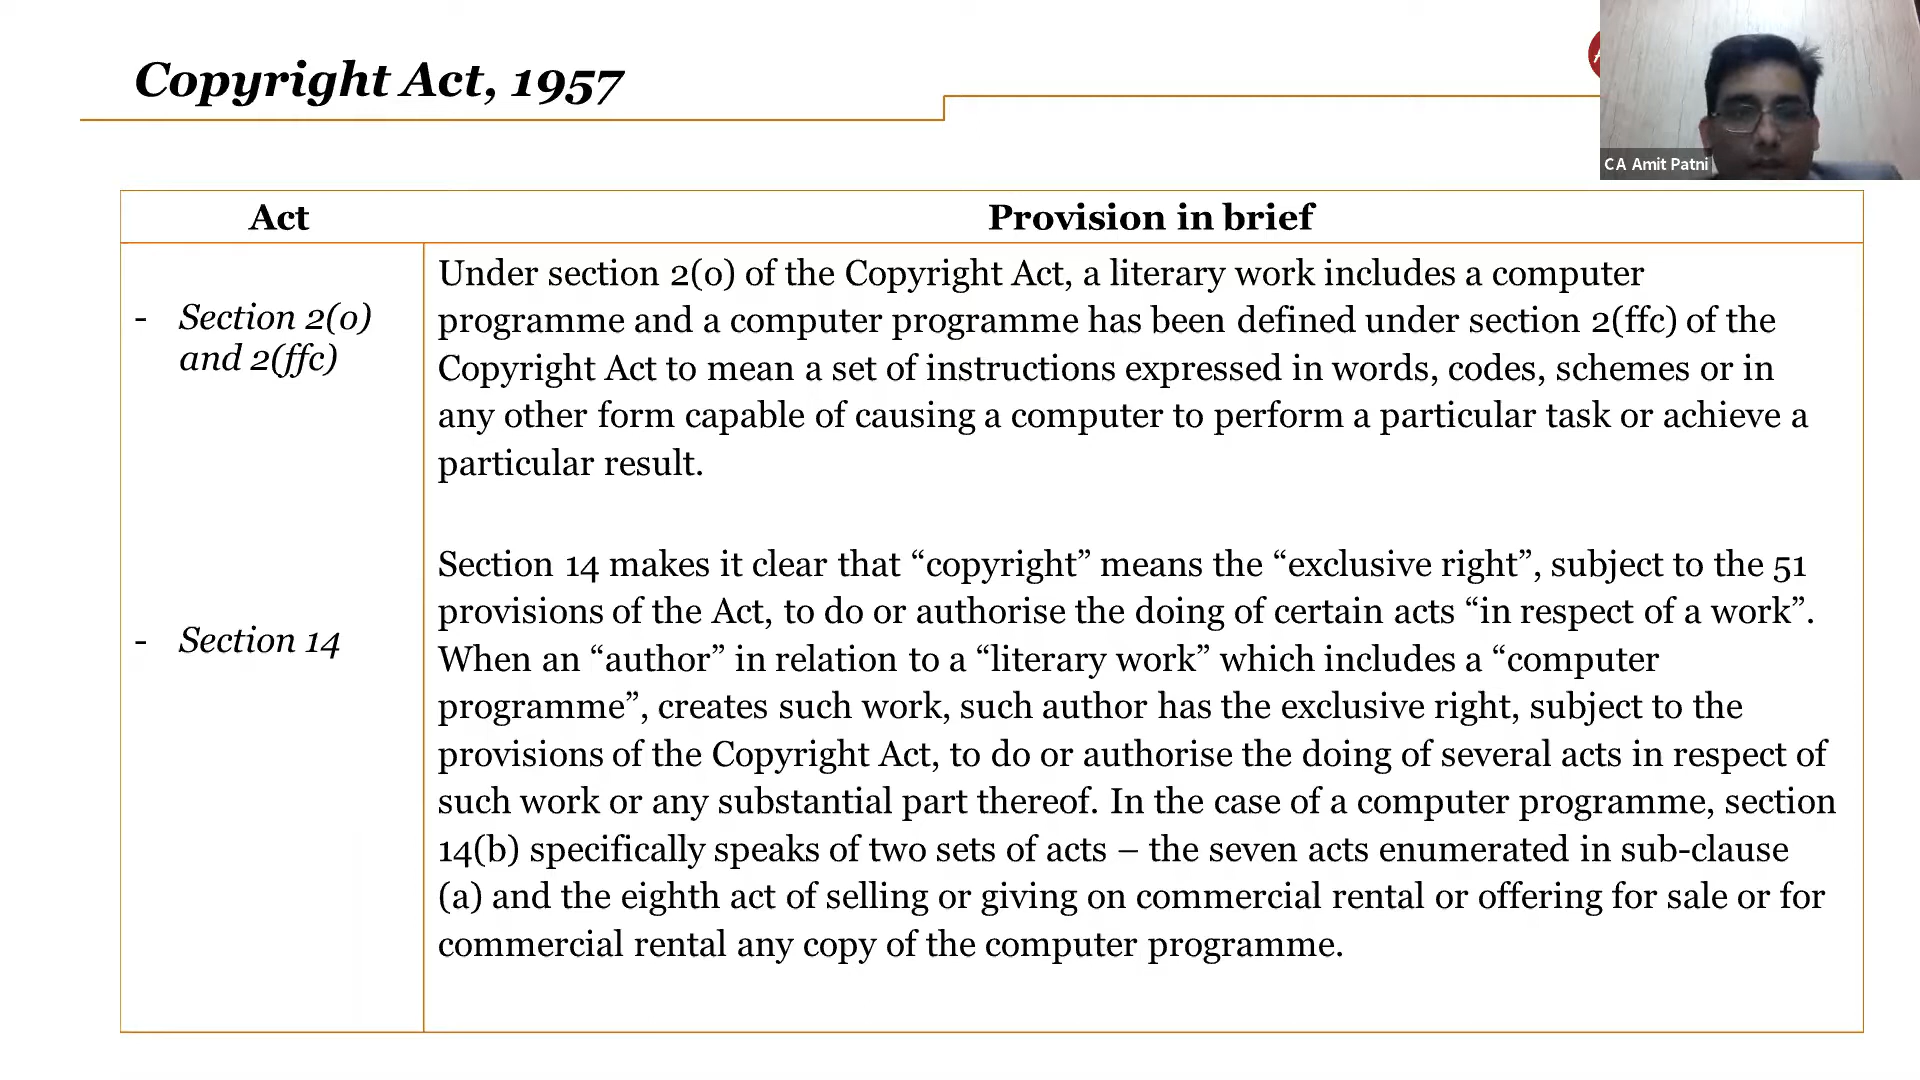 Copyright Act, 1957
CA Amit Patni
Act
Provision in brief
- Section 2(o)
and 2(ffc)
Under section 2(o) of the Copyright Act, a literary work includes a computer
programme and a computer programme has been defined under section 2(ffc) of the
Copyright Act to mean a set of instructions expressed in words, codes, schemes or in
any other form capable of causing a computer to perform a particular task or achieve a
particular result.
- Section 14
Section 14 makes it clear that “copyright” means the “exclusive right”, subject to the 51
provisions of the Act, to do or authorise the doing of certain acts “in respect of a work”.
When an “author” in relation to a “literary work” which includes a “computer
programme”, creates such work, such author has the exclusive right, subject to the
provisions of the Copyright Act, to do or authorise the doing of several acts in respect of
such work or any substantial part thereof. In the case of a computer programme, section
14(b) specifically speaks of two sets of acts – the seven acts enumerated in sub-clause
(a) and the eighth act of selling or giving on commercial rental or offering for sale or for
commercial rental any copy of the computer programme.